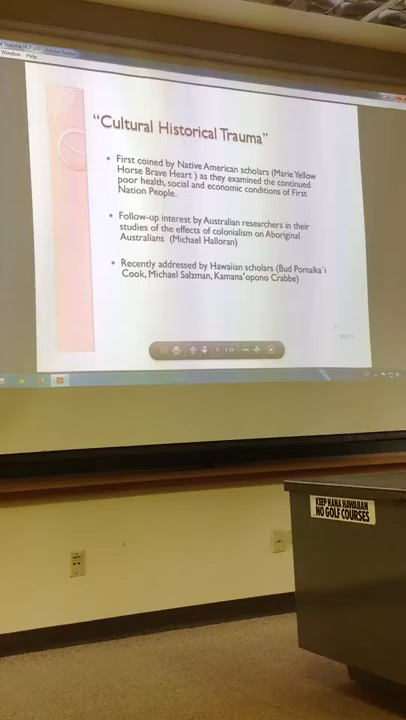 Window Help
"Cultural Historical Trauma"
• First coined by Native American scholars (Marie Yellow
Horse Brave Heart ) as they examined the continued
poor health, social and economic conditions of First
Nation People.
• Follow-up interest by Australian researchers in their
studies of the effects of colonialism on Aboriginal
Australians (Michael Halloran)
• Recently addressed by Hawaiian scholars (Bud Pomaika`i
Cook, Michael Salzman, Kamana'opono Crabbe)
KEEP HANA HAWAIIAN
NO GOLF COURSES